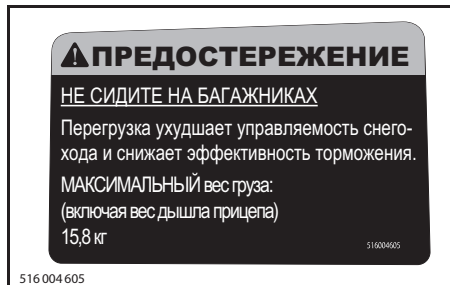 ПРЕДОСТЕРЕЖЕНИЕ
НЕ СИДИТЕ НА БАГАЖНИКАХ
Перегрузка ухудшает управляемость снего-
хода и снижает эффективность торможения.
МАКСИМАЛЬНЫЙ вес груза:
(включая вес дышла прицепа)
15,8 кг
516004605
516 004 605